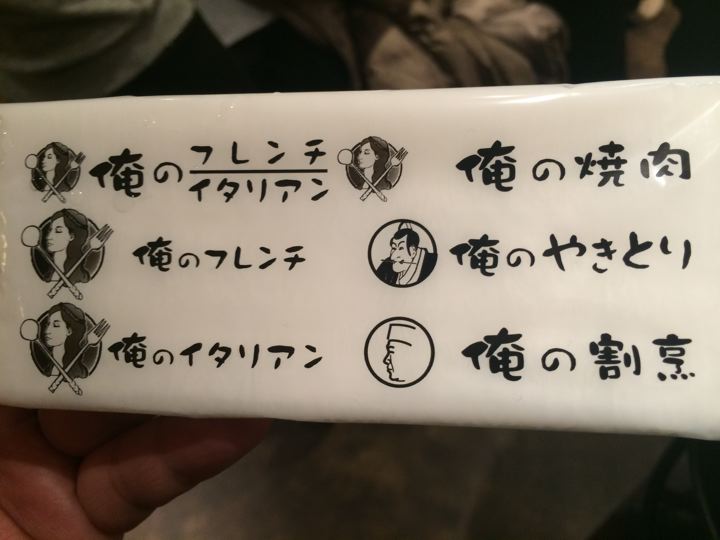 俺のフレンチ
イタリアン
俺のフレンチ
俺のイタリアン
俺の焼肉
俺のやきとり
俺の割烹